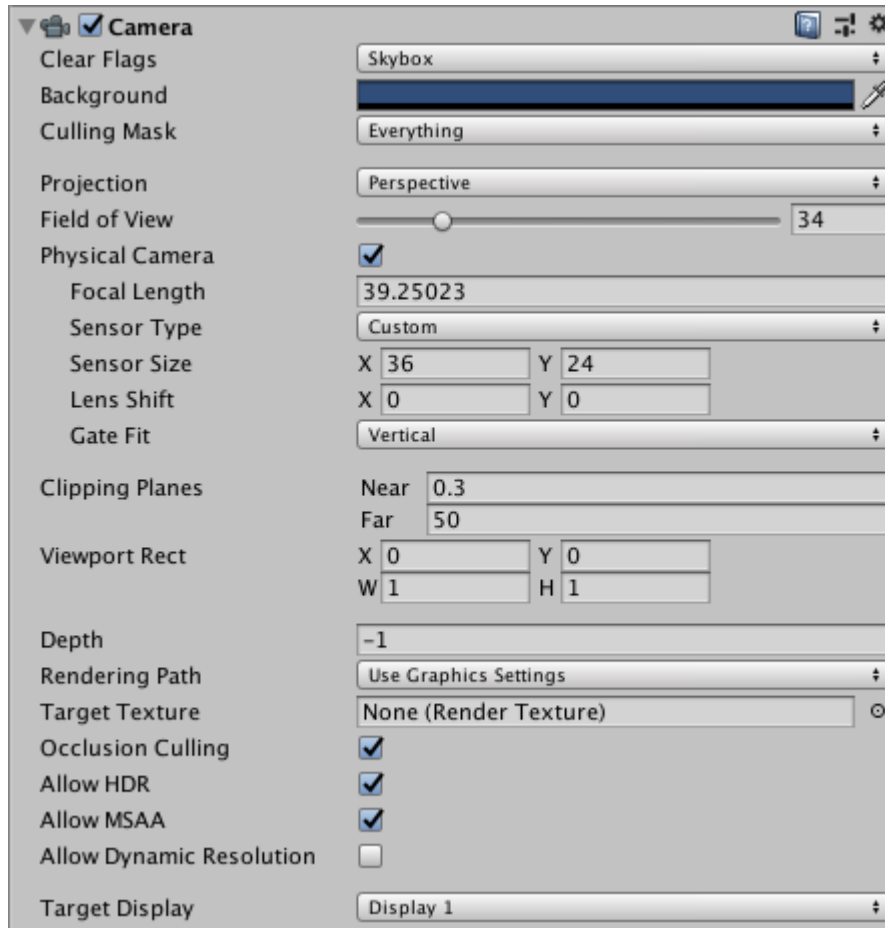 Camera
Clear Flags Skybox
Background
Culling Mask Everything
Projection Perspective
Field of View 34
Physical Camera
Focal Length 39.25023
Sensor Type Custom
Sensor Size X 36 Y 24
Lens Shift X 0 Y 0
Gate Fit Vertical
Clipping Planes Near 0.3
Far 50
Viewport Rect X 0 Y 0
W 1 H 1
Depth -1
Rendering Path Use Graphics Settings
Target Texture None (Render Texture)
Occlusion Culling
Allow HDR
Allow MSAA
Allow Dynamic Resolution
Target Display Display 1